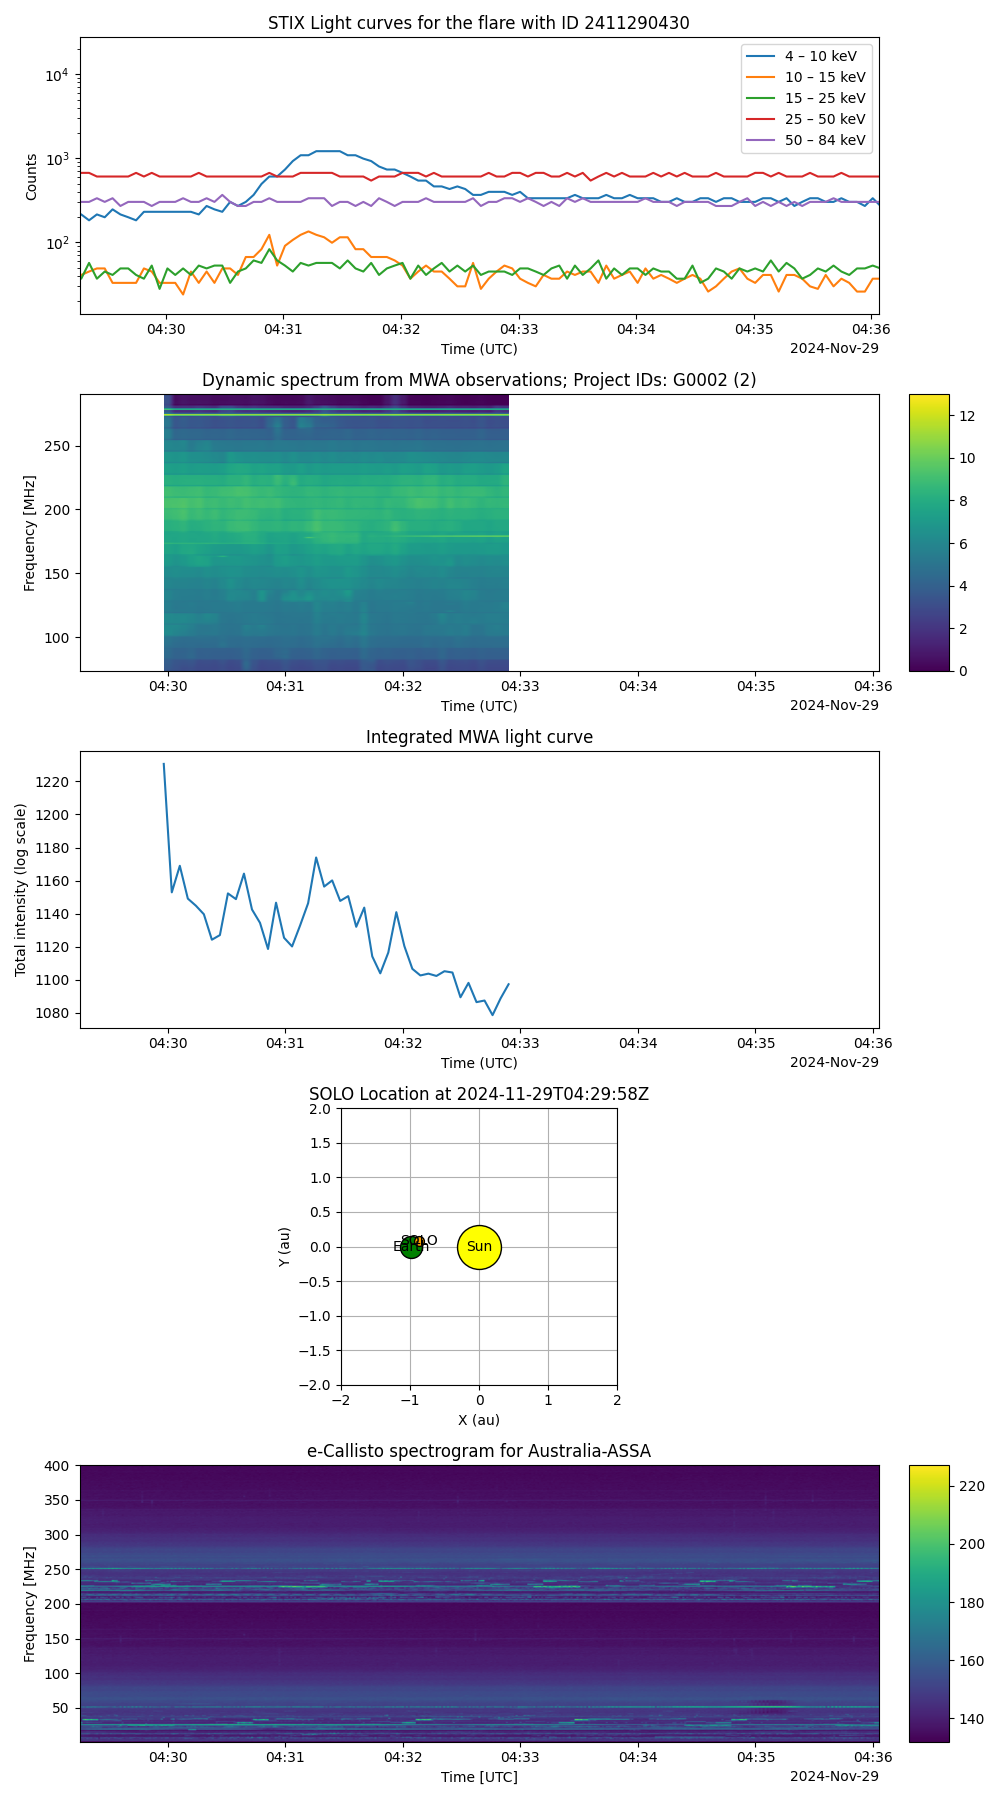 STIX Light curves for the flare with ID 2411290430
10⁴
10³
10²
Counts
4 – 10 keV
10 – 15 keV
15 – 25 keV
25 – 50 keV
50 – 84 keV
04:30 04:31 04:32 04:33 04:34 04:35 04:36
Time (UTC)
2024-Nov-29
Dynamic spectrum from MWA observations; Project IDs: G0002 (2)
250
200
150
100
Frequency [MHz]
12
10
8
6
4
2
0
04:30 04:31 04:32 04:33 04:34 04:35 04:36
Time (UTC)
2024-Nov-29
Integrated MWA light curve
1220
1200
1180
1160
1140
1120
1100
1080
Total intensity (log scale)
04:30 04:31 04:32 04:33 04:34 04:35 04:36
Time (UTC)
2024-Nov-29
SOLO Location at 2024-11-29T04:29:58Z
2.0
1.5
1.0
0.5
0.0
−0.5
−1.0
−1.5
−2.0
Y (au)
SOLO
Earth
Sun
−2 −1 0 1 2
X (au)
e-Callisto spectrogram for Australia-ASSA
400
350
300
250
200
150
100
50
Frequency [MHz]
220
200
180
160
140
04:30 04:31 04:32 04:33 04:34 04:35 04:36
Time [UTC]
2024-Nov-29